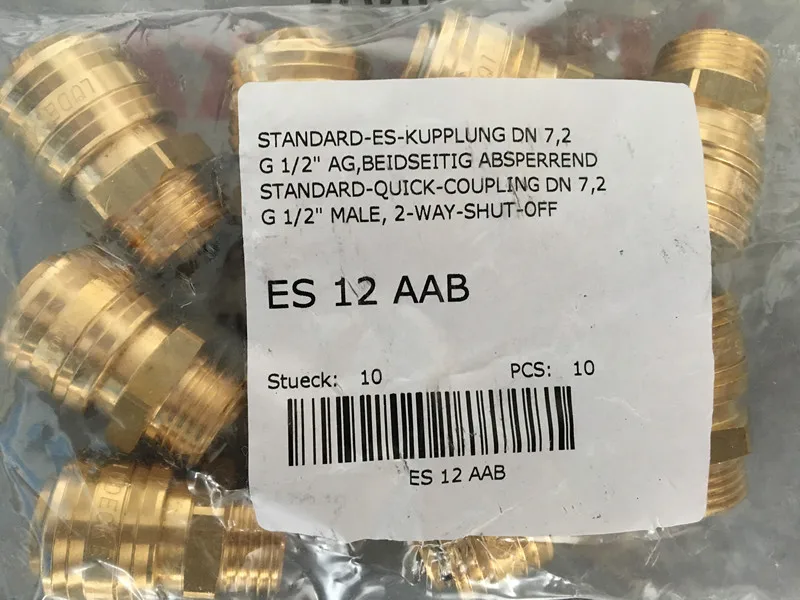 STANDARD-ES-KUPPLUNG DN 7,2
G 1/2" AG,BEIDSEITIG ABSPERREND
STANDARD-QUICK-COUPLING DN 7,2
G 1/2" MALE, 2-WAY-SHUT-OFF
ES 12 AAB
Stueck: 10 PCS: 10
ES 12 AAB